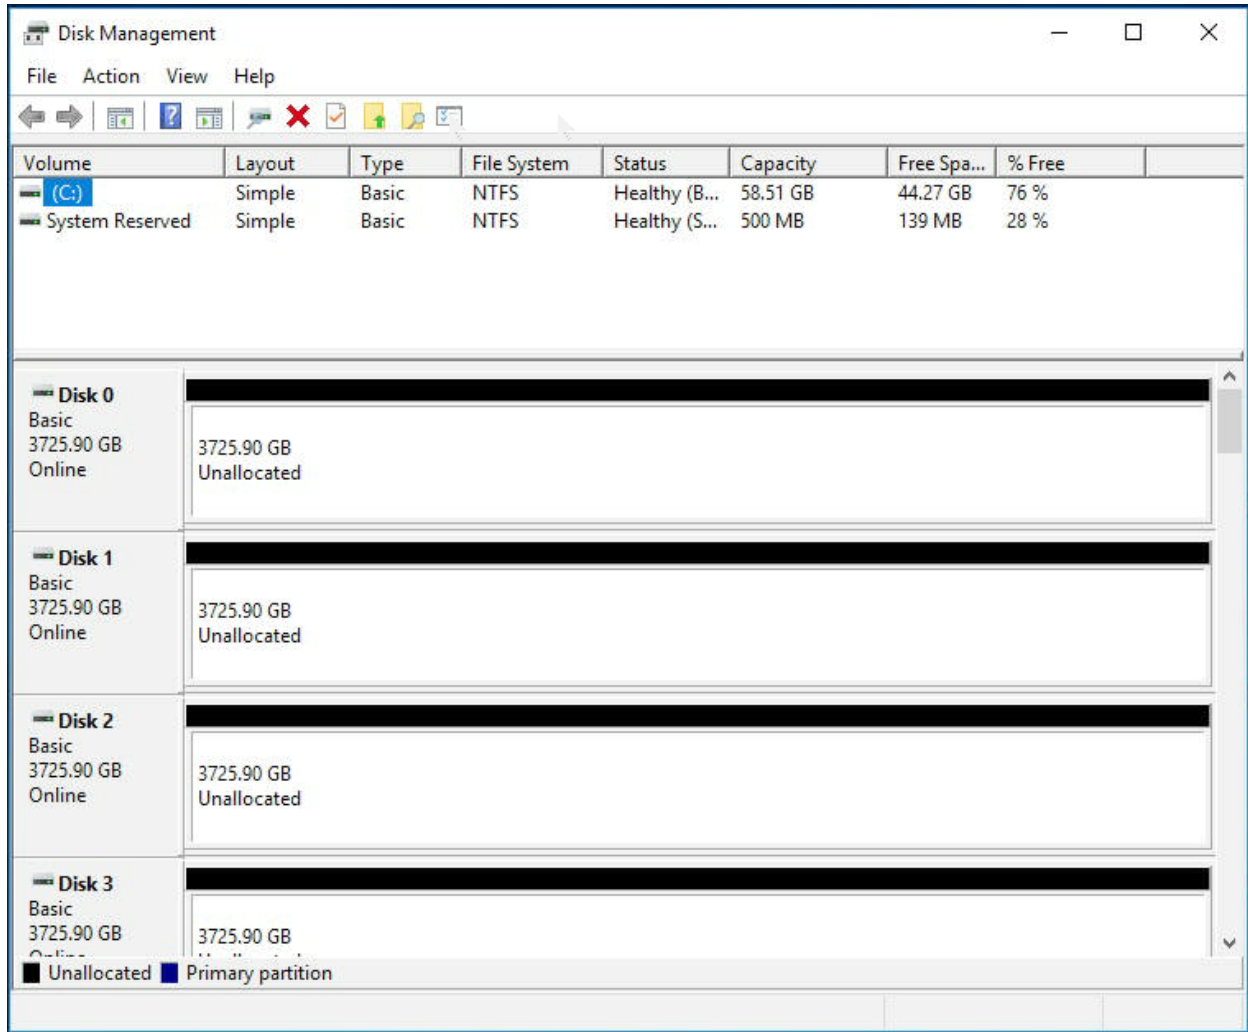 Disk Management
File Action View Help
Volume Layout Type File System Status Capacity Free Spa... % Free
(C:) Simple Basic NTFS Healthy (B... 58.51 GB 44.27 GB 76 %
System Reserved Simple Basic NTFS Healthy (S... 500 MB 139 MB 28 %
Disk 0
Basic
3725.90 GB
Online
3725.90 GB
Unallocated
Disk 1
Basic
3725.90 GB
Online
3725.90 GB
Unallocated
Disk 2
Basic
3725.90 GB
Online
3725.90 GB
Unallocated
Disk 3
Basic
3725.90 GB
3725.90 GB
Unallocated Primary partition